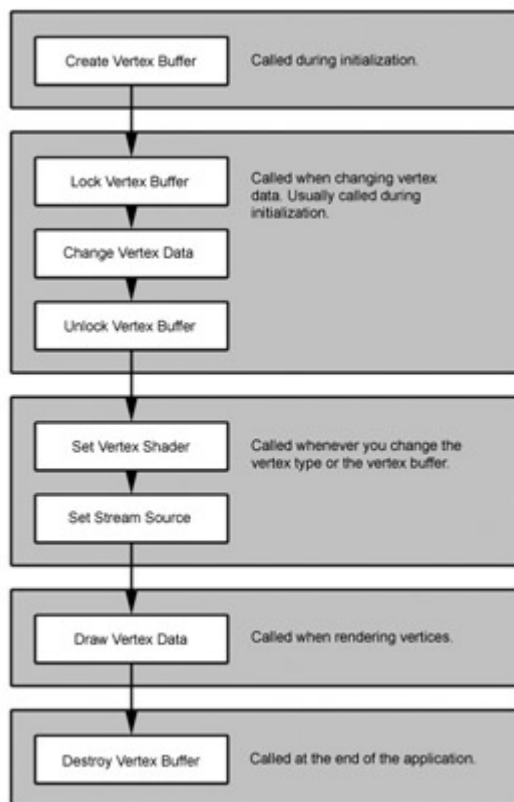 Create Vertex Buffer
Called during initialization.
Lock Vertex Buffer
Called when changing vertex
data. Usually called during
initialization.
Change Vertex Data
Unlock Vertex Buffer
Set Vertex Shader
Called whenever you change the
vertex type or the vertex buffer.
Set Stream Source
Draw Vertex Data
Called when rendering vertices.
Destroy Vertex Buffer
Called at the end of the application.